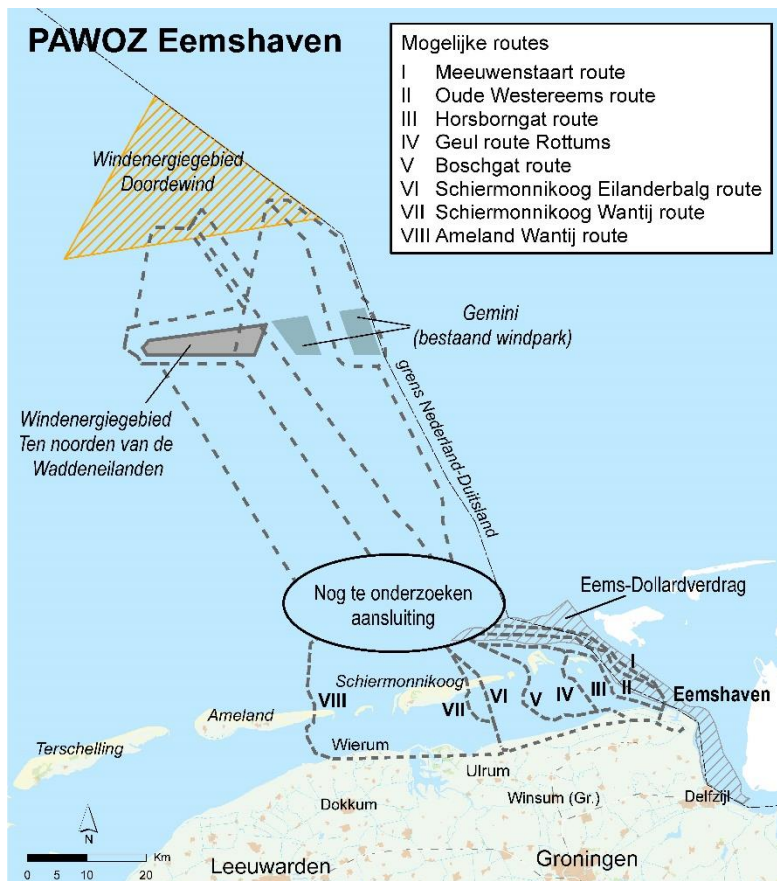 PAWOZ Eemshaven
Mogelijke routes
I Meeuwenstaart route
II Oude Westereems route
III Horsborngat route
IV Geul route Rottums
V Boschgat route
VI Schiermonnikoog Eilanderbalg route
VII Schiermonnikoog Wantij route
VIII Ameland Wantij route
Windenergiegebied
Doordewind
Gemini
(bestaand windpark)
grens Nederland-Duitsland
Windenergiegebied
Ten noorden van de
Waddeneilanden
Nog te onderzoeken
aansluiting
Eems-Dollardverdrag
I
II
III
IV
V
VI
VII
VIII
Eemshaven
Schiermonnikoog
Ameland
Terschelling
Wierum
Ulrum
Dokkum
Winsum (Gr.)
Delfzijl
Leeuwarden
Groningen
N
Km
0 5 10 20